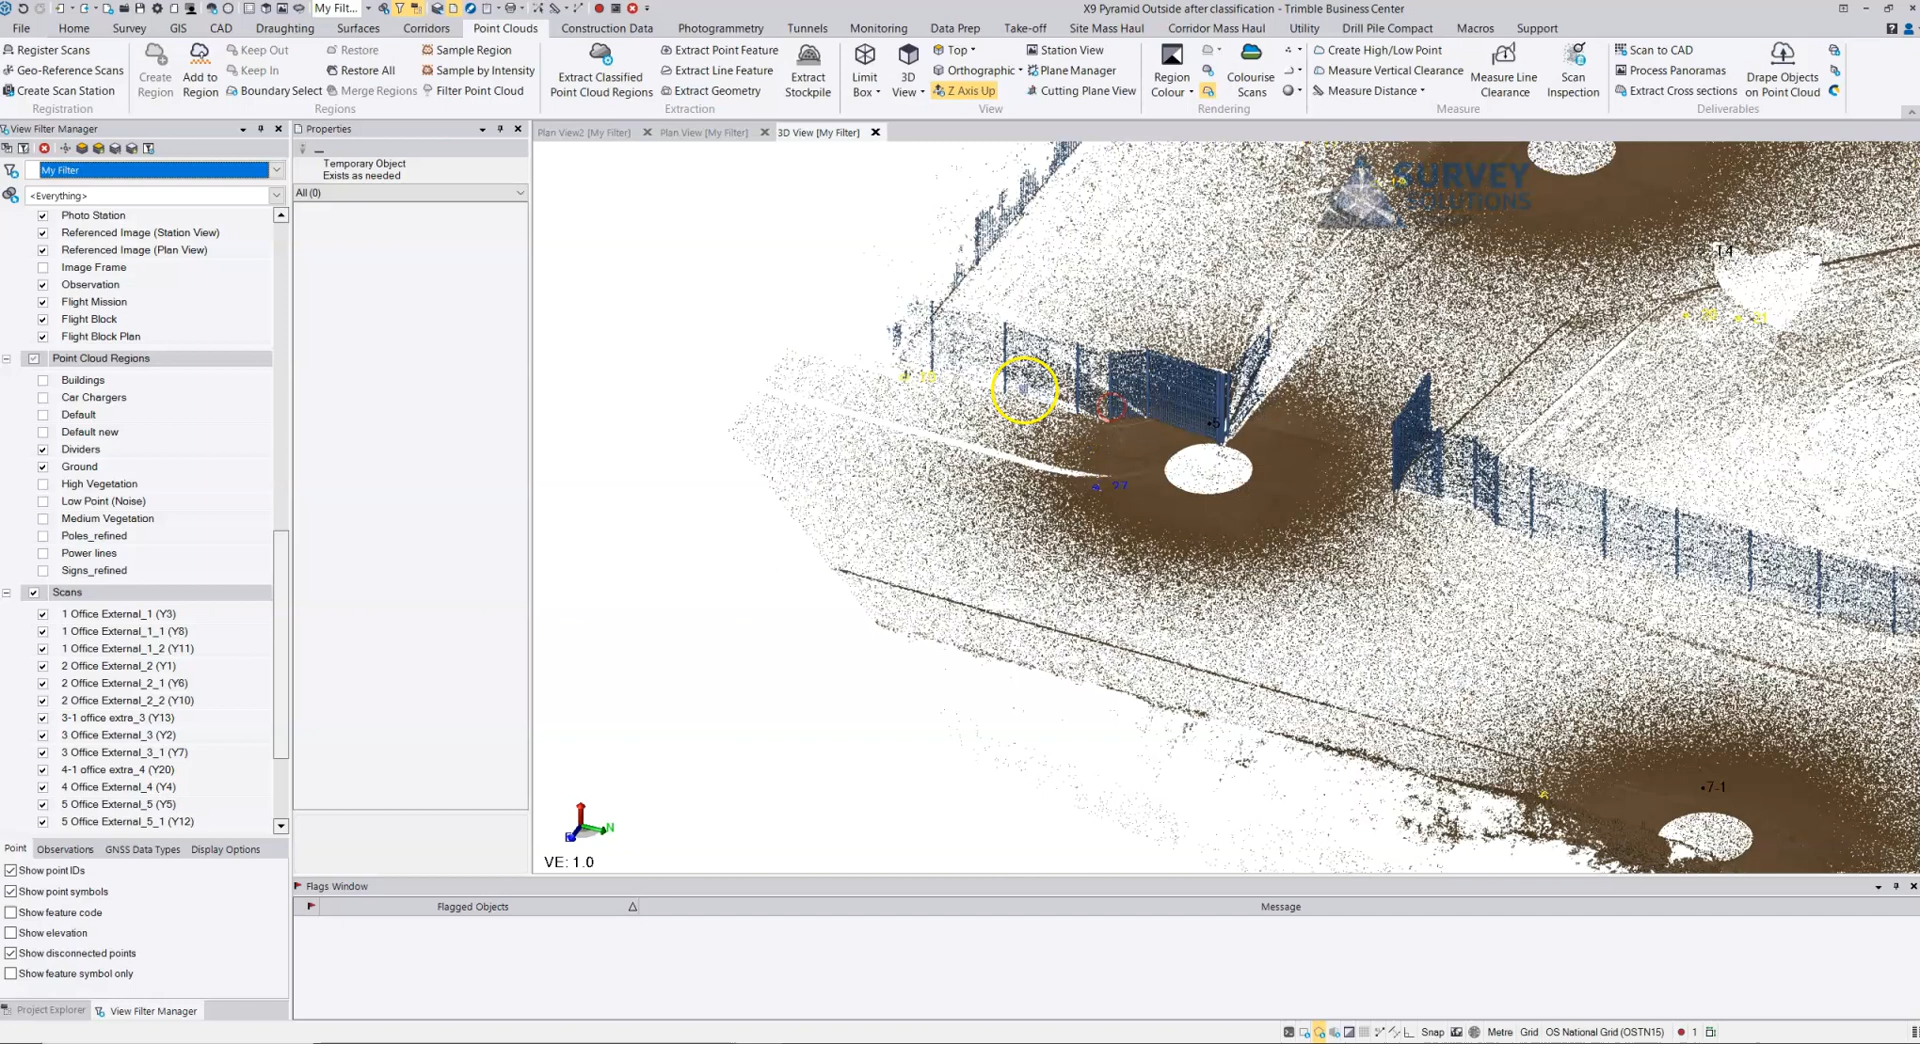 My Filt...
X9 Pyramid Outside after classification - Trimble Business Center
File Home Survey GIS CAD Draughting Surfaces Corridors Point Clouds Construction Data Photogrammetry Tunnels Monitoring Data Prep Take-off Site Mass Haul Corridor Mass Haul Utility Drill Pile Compact Macros Support
Register Scans
Geo-Reference Scans
Create Scan Station
Registration
Create Region
Add to Region
Keep Out
Keep In
Boundary Select
Restore
Restore All
Merge Regions
Regions
Sample Region
Sample by Intensity
Filter Point Cloud
Extract Classified Point Cloud Regions
Extract Point Feature
Extract Line Feature
Extract Geometry
Extract Stockpile
Extraction
Limit Box
3D View
Top
Orthographic
Z Axis Up
Station View
Plane Manager
Cutting Plane View
View
Region Colour
Colourise Scans
Rendering
Create High/Low Point
Measure Vertical Clearance
Measure Distance
Measure Line Clearance
Scan Inspection
Measure
Scan to CAD
Process Panoramas
Extract Cross sections
Drape Objects on Point Cloud
Deliverables
View Filter Manager
My Filter
<Everything>
Photo Station
Referenced Image (Station View)
Referenced Image (Plan View)
Image Frame
Observation
Flight Mission
Flight Block
Flight Block Plan
Point Cloud Regions
Buildings
Car Chargers
Default
Default new
Dividers
Ground
High Vegetation
Low Point (Noise)
Medium Vegetation
Poles_refined
Power lines
Signs_refined
Scans
1 Office External_1 (Y3)
1 Office External_1_1 (Y8)
1 Office External_1_2 (Y11)
2 Office External_2 (Y1)
2 Office External_2_1 (Y6)
2 Office External_2_2 (Y10)
3-1 office extra_3 (Y13)
3 Office External_3 (Y2)
3 Office External_3_1 (Y7)
4-1 office extra_4 (Y20)
4 Office External_4 (Y4)
5 Office External_5 (Y5)
5 Office External_5_1 (Y12)
Point Observations GNSS Data Types Display Options
Show point IDs
Show point symbols
Show feature code
Show elevation
Show disconnected points
Show feature symbol only
Project Explorer View Filter Manager
Properties
Temporary Object
Exists as needed
All (0)
Plan View2 [My Filter] Plan View [My Filter] 3D View [My Filter]
SURVEY
SOLUTIONS
5
7-1
N
VE: 1.0
Flags Window
Flagged Objects Message
Snap Metre Grid OS National Grid (OSTN15) 1